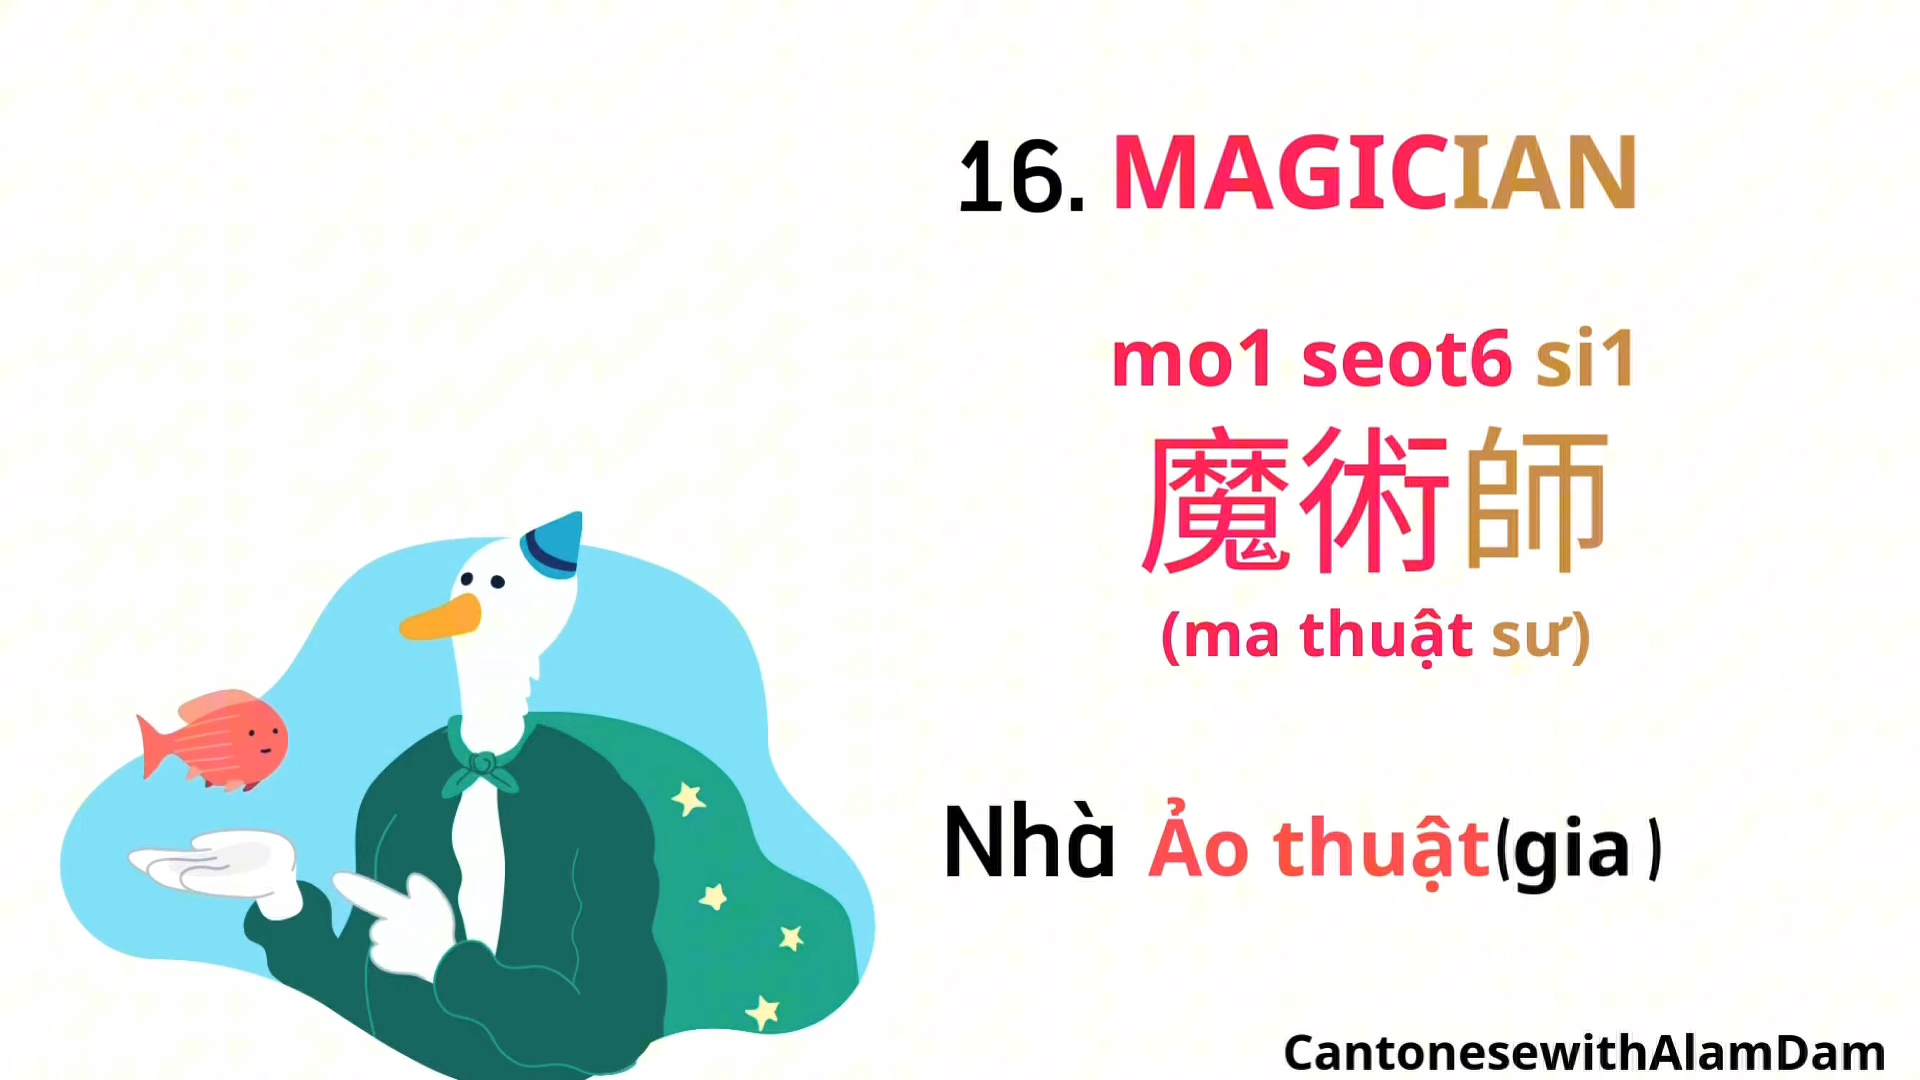 16. MAGICIAN
mo1 seot6 si1
魔術師
(ma thuật sư)
Nhà Ảo thuật(gia )
CantonesewithAlamDam